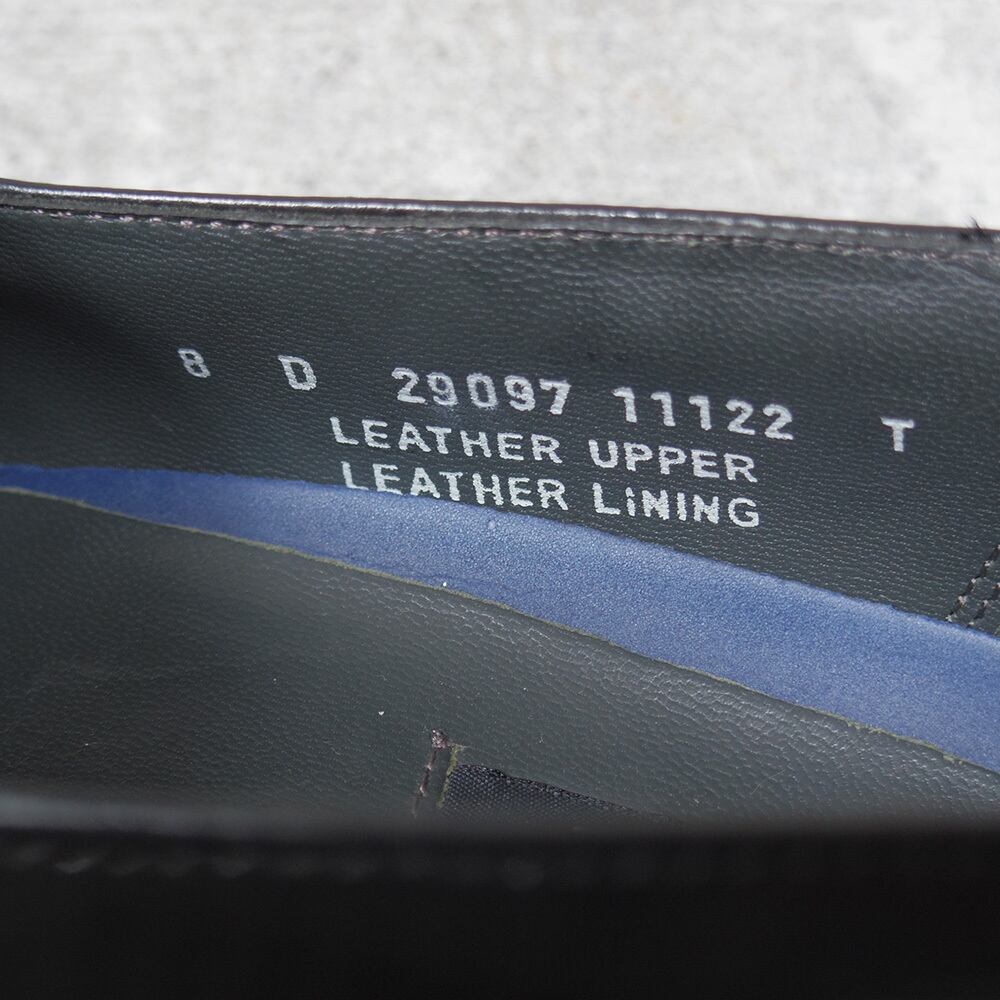 8 D 29097 11122 T
LEATHER UPPER
LEATHER LINING